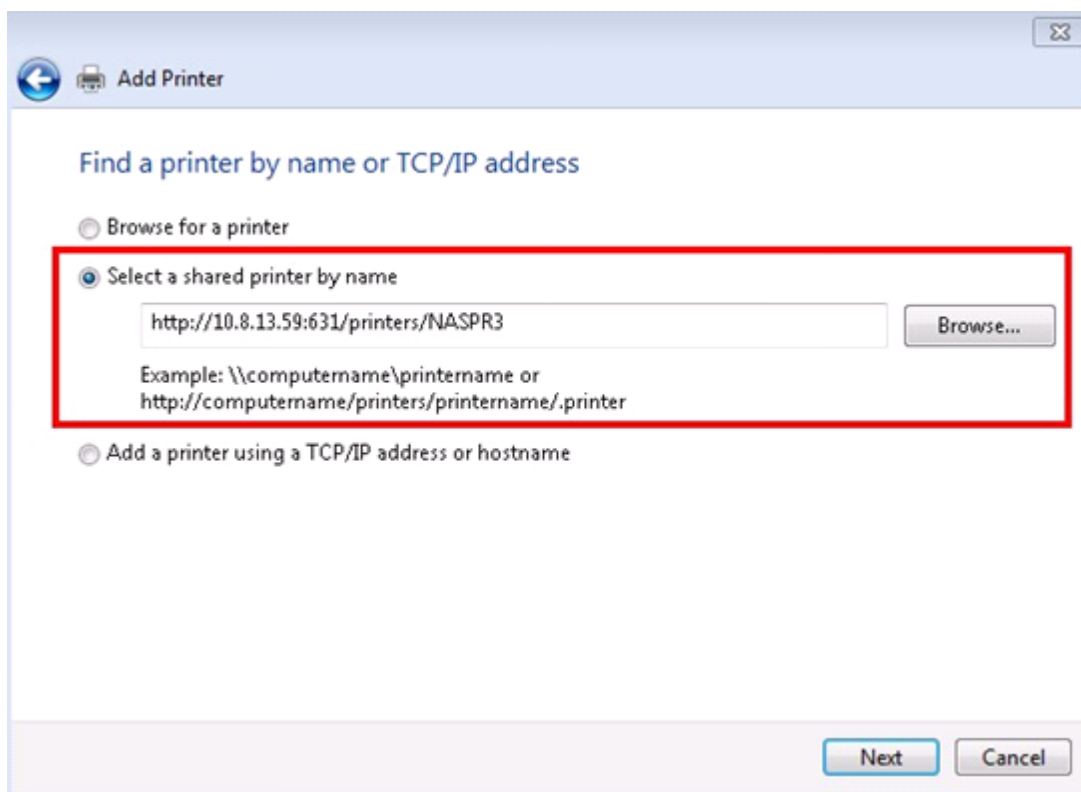 Add Printer
Find a printer by name or TCP/IP address
Browse for a printer
Select a shared printer by name
http://10.8.13.59:631/printers/NASPR3
Browse...
Example: \\computername\printername or
http://computername/printers/printername/.printer
Add a printer using a TCP/IP address or hostname
Next
Cancel